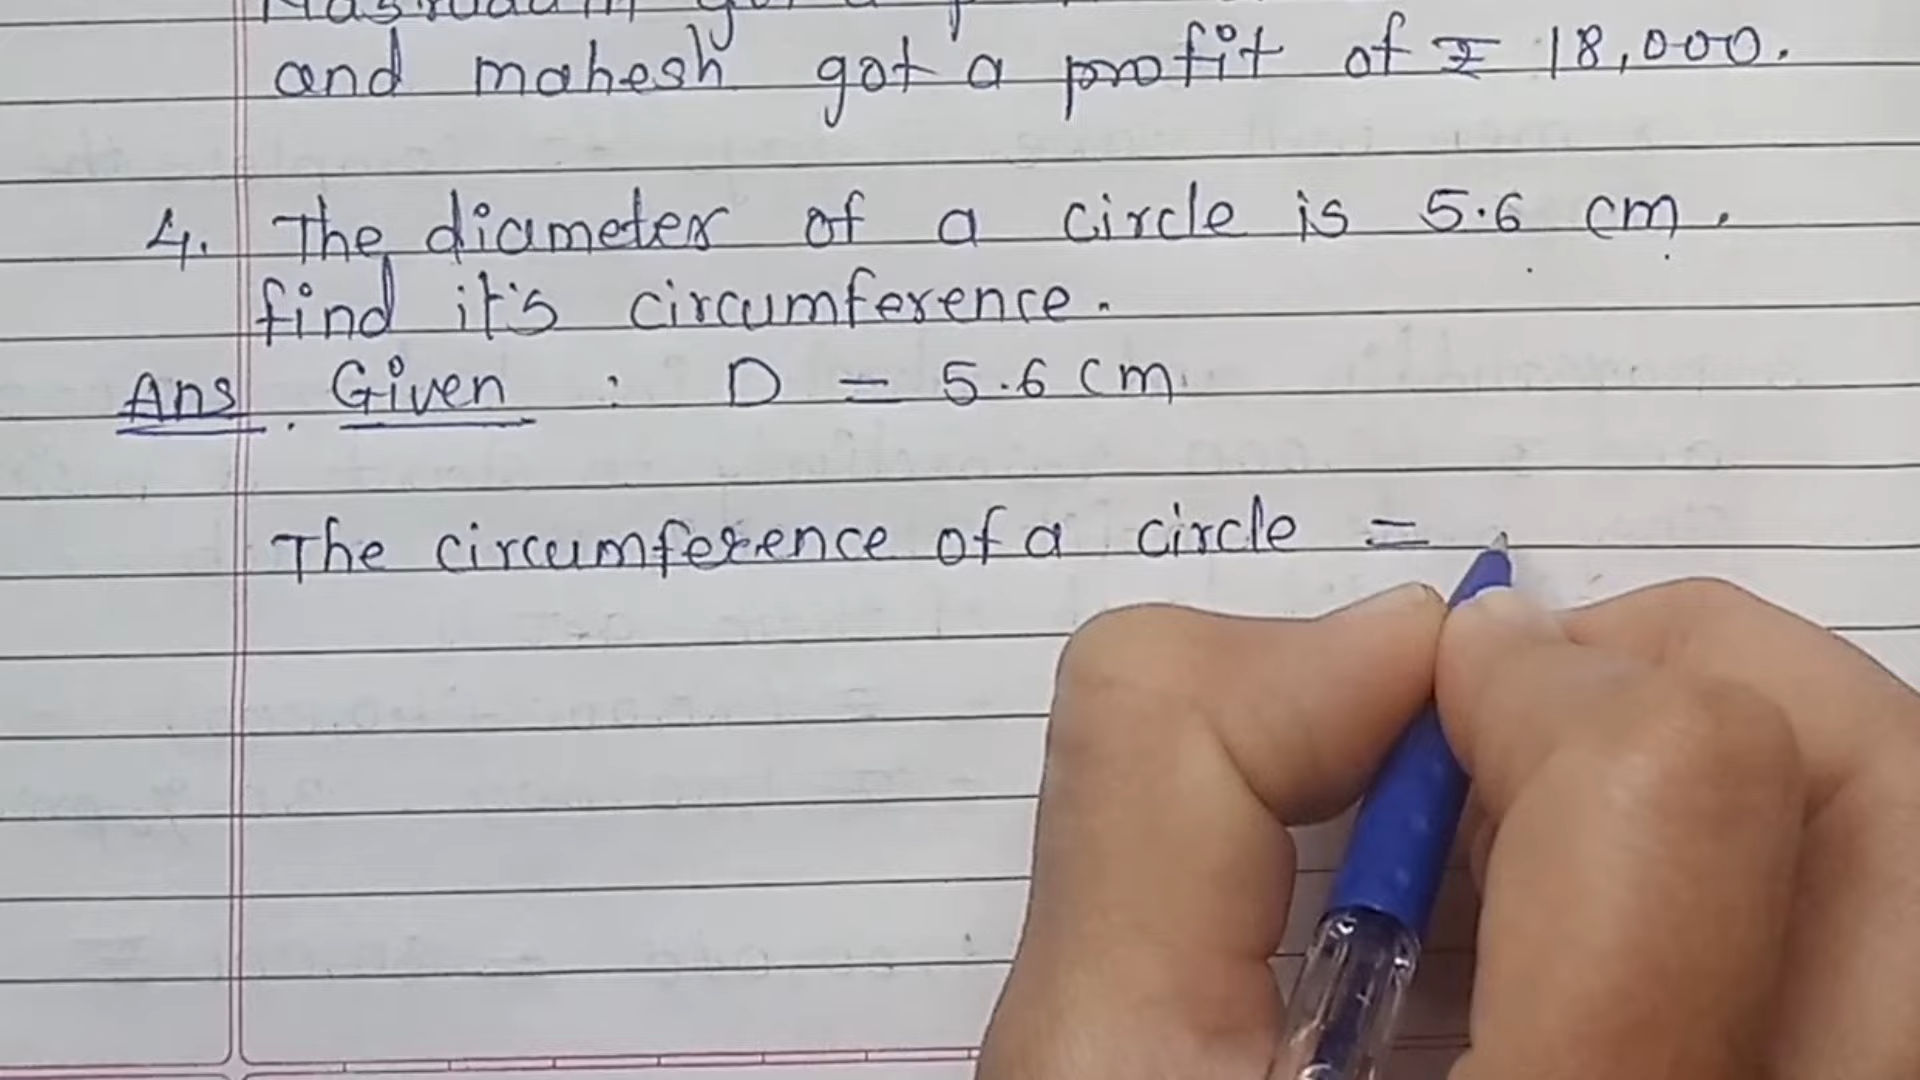 and mahesh got a profit of ₹ 18,000.
4. The diameter of a circle is 5.6 cm.
find it's circumference.
Ans. Given : D = 5.6 cm.
The circumference of a circle =